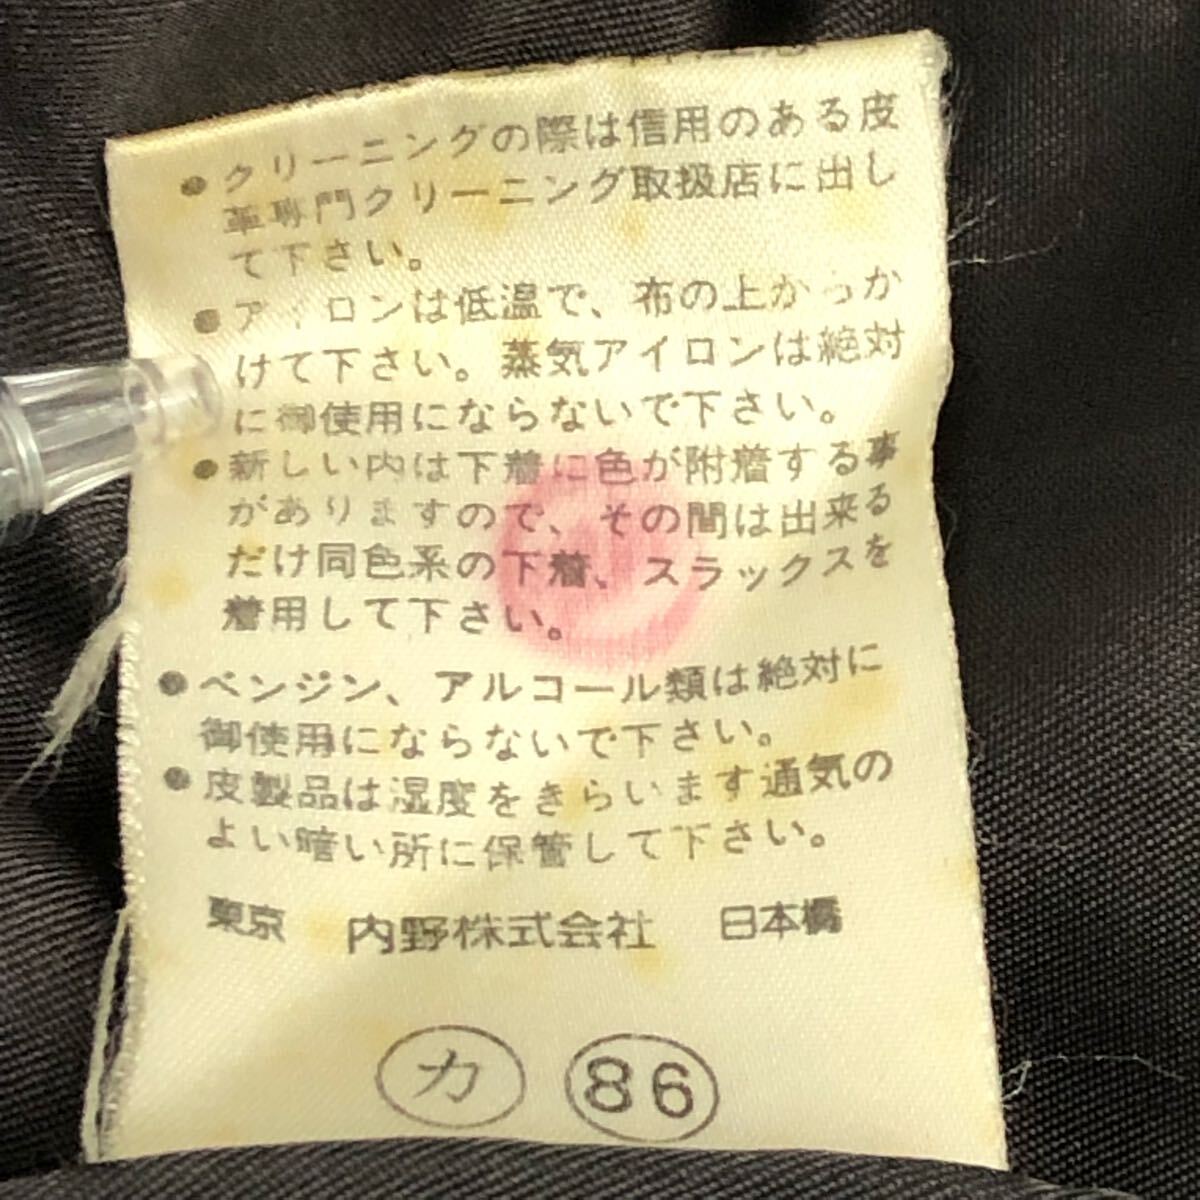 ●クリーニングの際は信用のある皮
革専門クリーニング取扱店に出し
て下さい。
●アイロンは低温で、布の上からか
けて下さい。蒸気アイロンは絶対
に御使用にならないで下さい。
●新しい内は下着に色が附着する事
がありますので、その間は出来る
だけ同色系の下着、スラックスを
着用して下さい。
●ベンジン、アルコール類は絶対に
御使用にならないで下さい。
●皮製品は湿度をきらいます通気の
よい暗い所に保管して下さい。
東京 内野株式会社 日本橋
カ 86